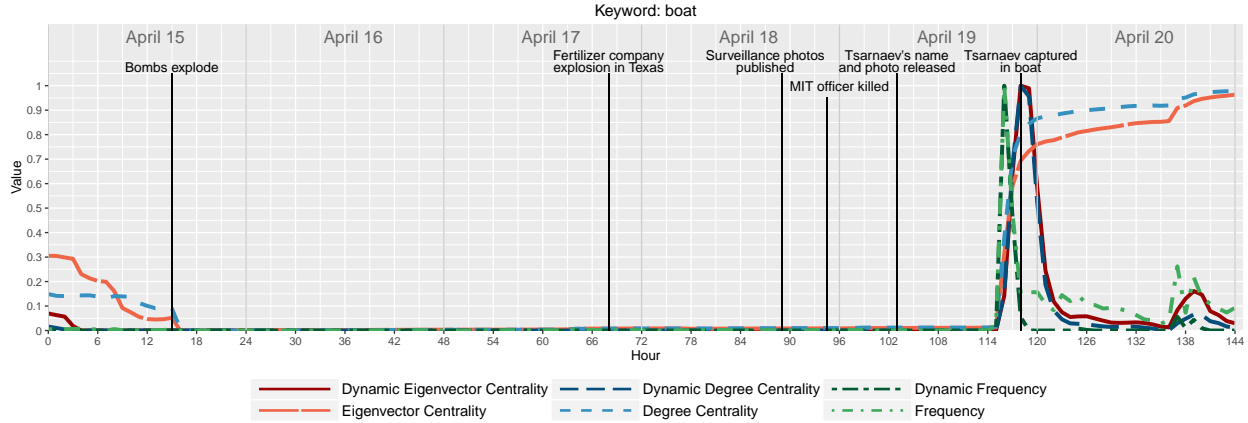 Keyword: boat
April 15 April 16 April 17 April 18 April 19 April 20
Bombs explode
Fertilizer company
explosion in Texas
Surveillance photos
published
MIT officer killed
Tsarnaev's name
and photo released
Tsarnaev captured
in boat
Value
1
0.9
0.8
0.7
0.6
0.5
0.4
0.3
0.2
0.1
0
0 6 12 18 24 30 36 42 48 54 60 66 72 78 84 90 96 102 108 114 120 126 132 138 144
Hour
Dynamic Eigenvector Centrality Dynamic Degree Centrality Dynamic Frequency
Eigenvector Centrality Degree Centrality Frequency